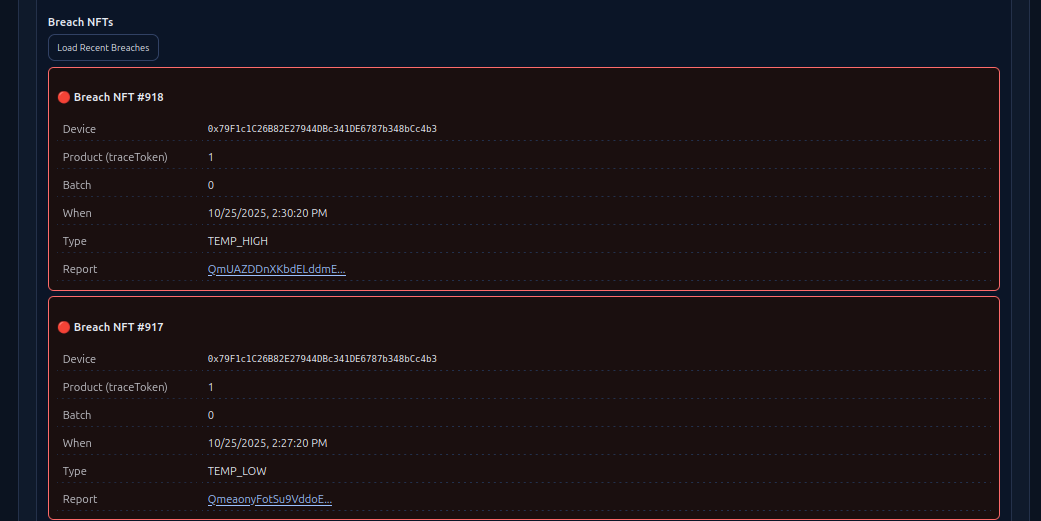 Breach NFTs
Load Recent Breaches
Breach NFT #918
Device 0x79F1c1C26B82E27944DBc341DE6787b348bCc4b3
Product (traceToken) 1
Batch 0
When 10/25/2025, 2:30:20 PM
Type TEMP_HIGH
Report QmUAZDDnXKbdELddmE...
Breach NFT #917
Device 0x79F1c1C26B82E27944DBc341DE6787b348bCc4b3
Product (traceToken) 1
Batch 0
When 10/25/2025, 2:27:20 PM
Type TEMP_LOW
Report QmeaonyFotSu9VddoE...